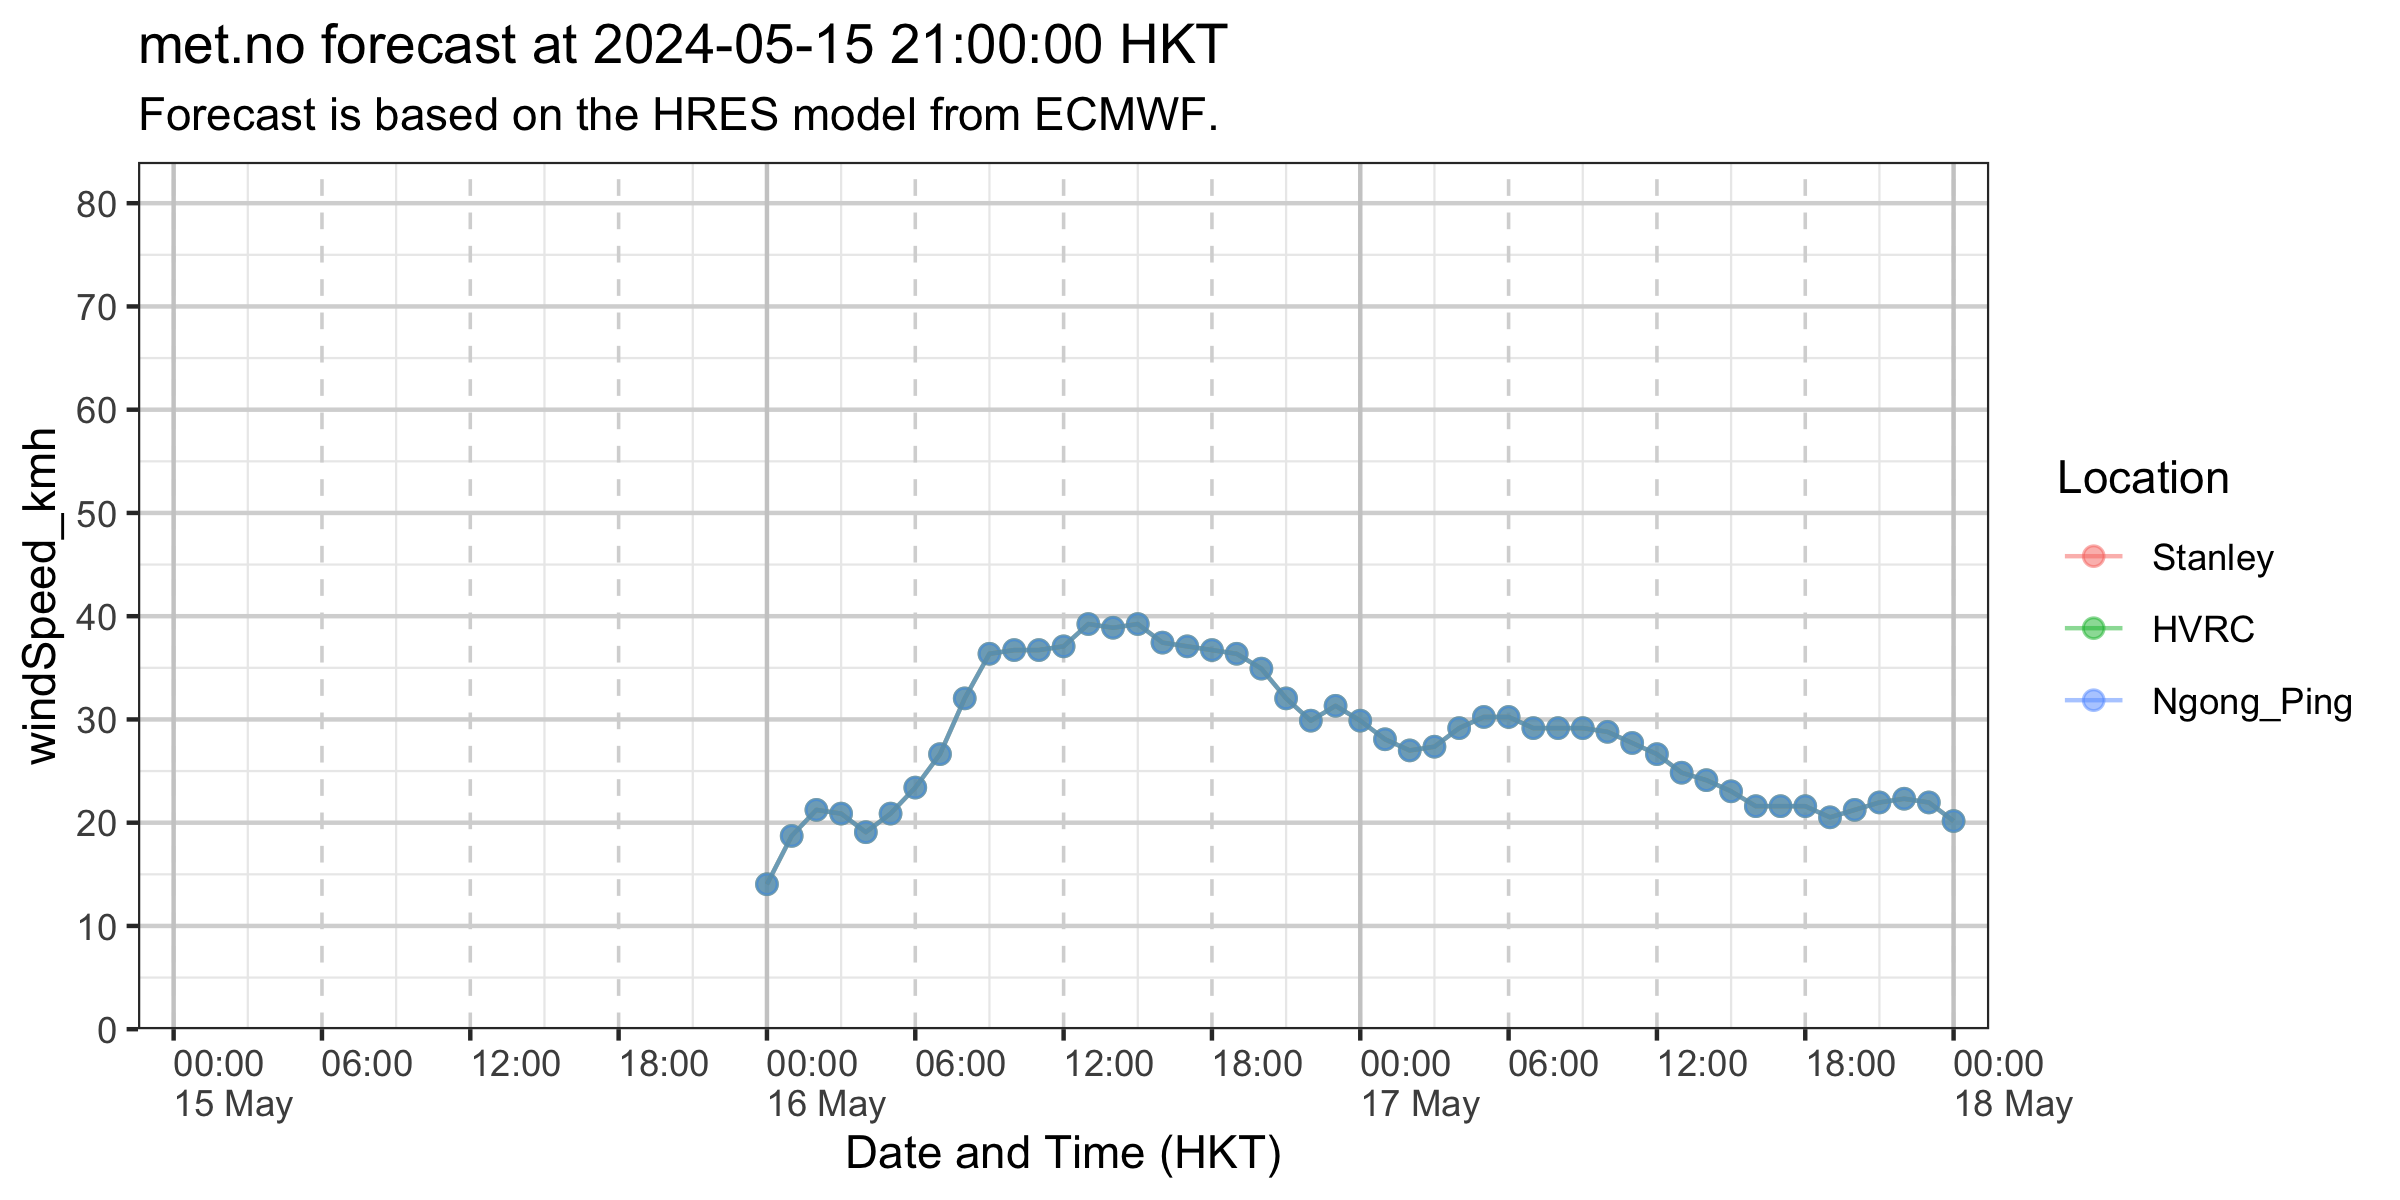 met.no forecast at 2024-05-15 21:00:00 HKT
Forecast is based on the HRES model from ECMWF.
windSpeed_kmh
80
70
60
50
40
30
20
10
0
00:00 06:00 12:00 18:00 00:00 06:00 12:00 18:00 00:00 06:00 12:00 18:00 00:00
15 May 16 May 17 May 18 May
Date and Time (HKT)
Location
Stanley
HVRC
Ngong_Ping